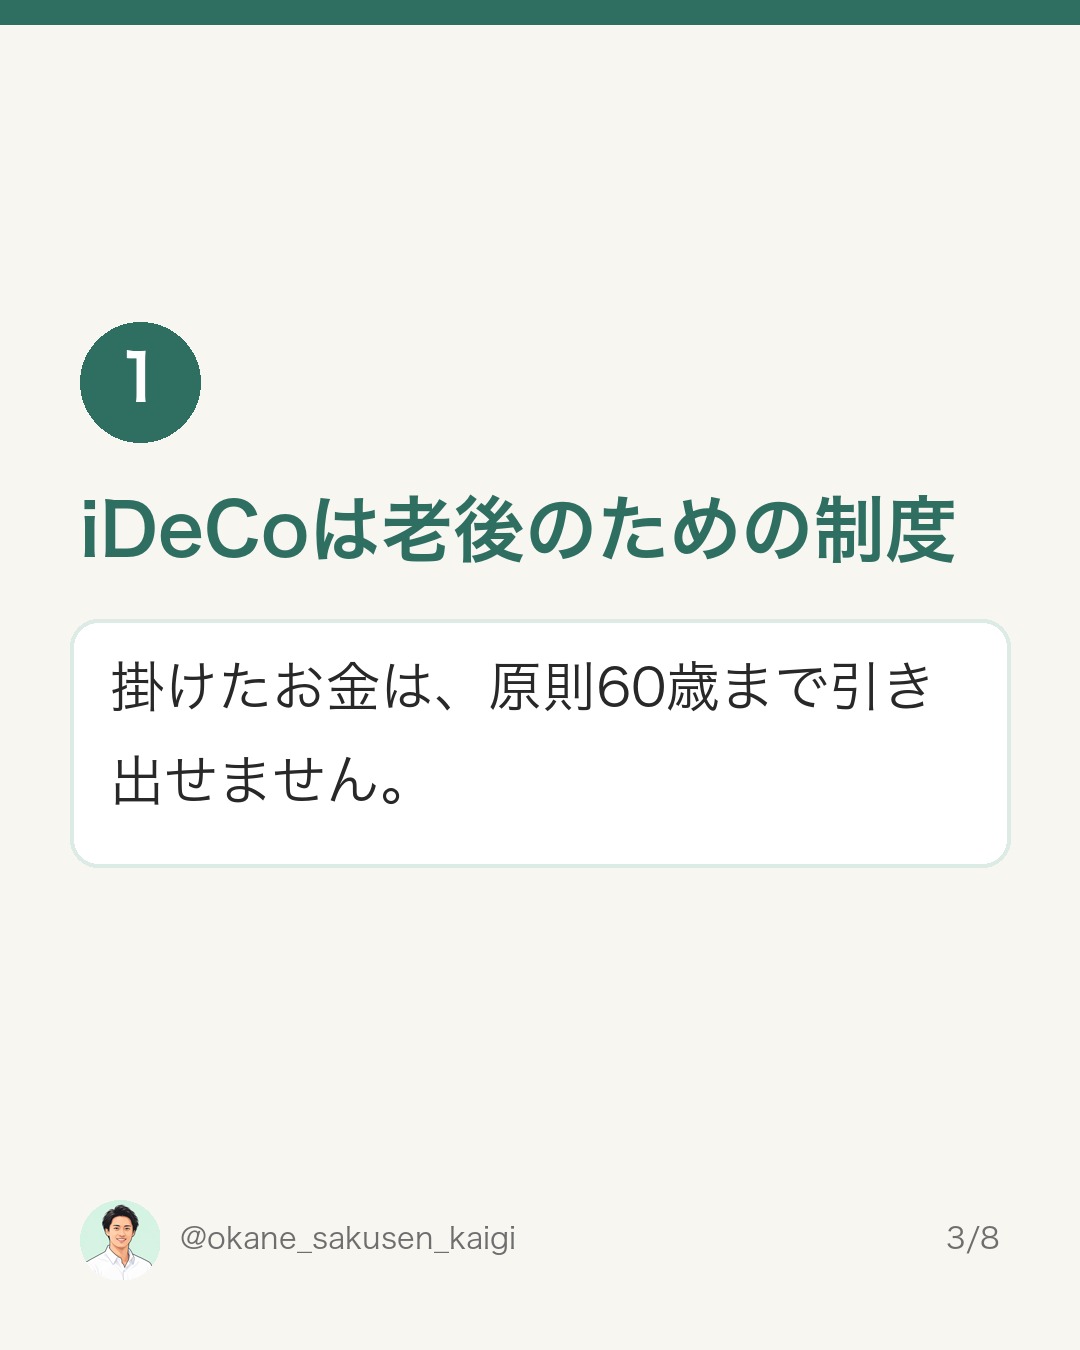 1
iDeCoは老後のための制度
掛けたお金は、原則60歳まで引き
出せません。
@okane_sakusen_kaigi
3/8